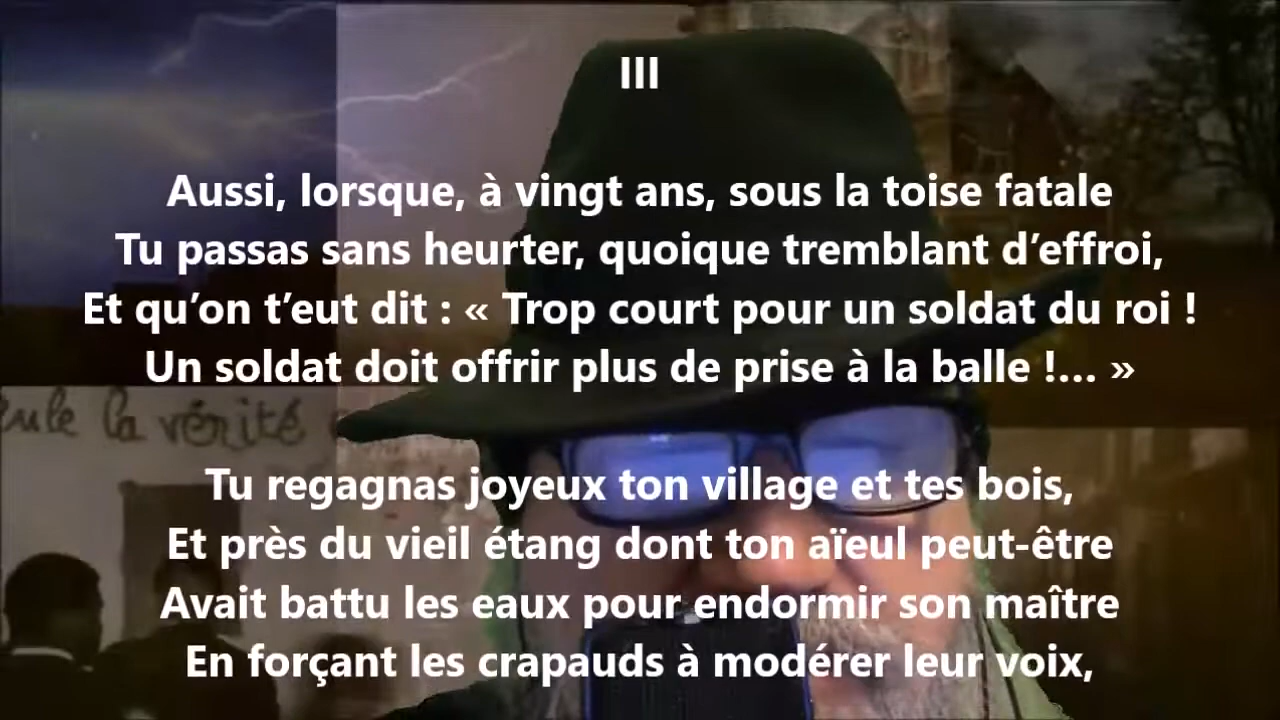 III
Aussi, lorsque, à vingt ans, sous la toise fatale
Tu passas sans heurter, quoique tremblant d’effroi,
Et qu’on t’eut dit : « Trop court pour un soldat du roi !
Un soldat doit offrir plus de prise à la balle !... »
eule la vérité
Tu regagnas joyeux ton village et tes bois,
Et près du vieil étang dont ton aïeul peut-être
Avait battu les eaux pour endormir son maître
En forçant les crapauds à modérer leur voix,